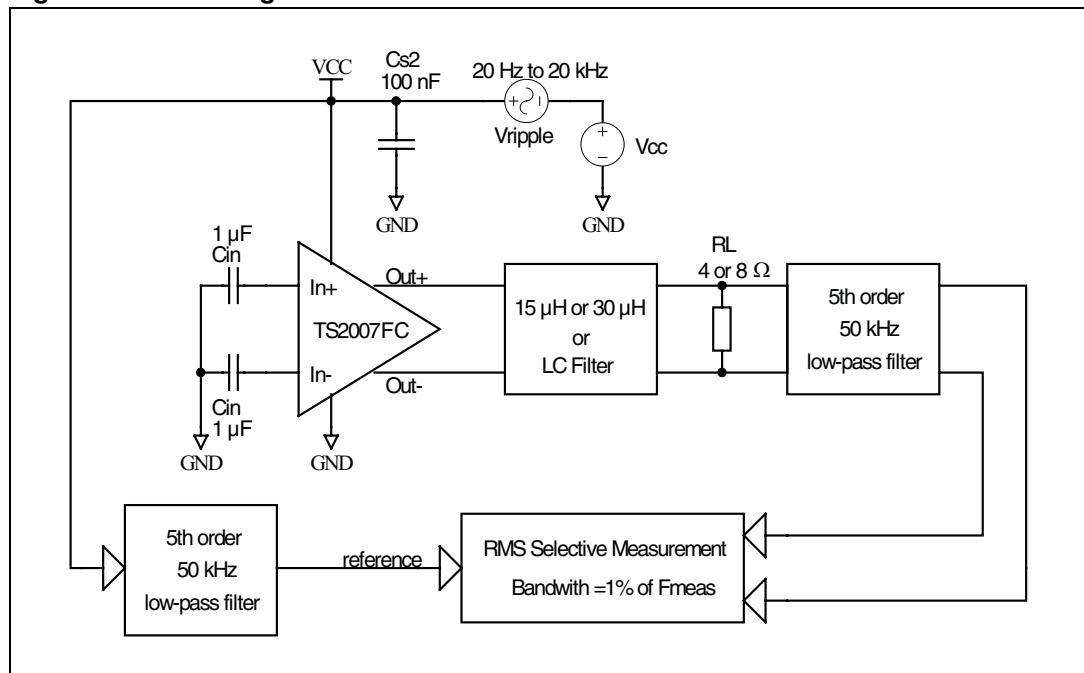 Cs2
VCC
100 nF
20 Hz to 20 kHz
+
-
Vripple
+
−
Vcc
GND
GND
1 µF
Cin
In+
Out+
TS2007FC
In-
Out-
Cin
1 µF
GND
GND
15 µH or 30 µH
or
LC Filter
RL
4 or 8 Ω
5th order
50 kHz
low-pass filter
5th order
50 kHz
low-pass filter
reference
RMS Selective Measurement
Bandwith =1% of Fmeas